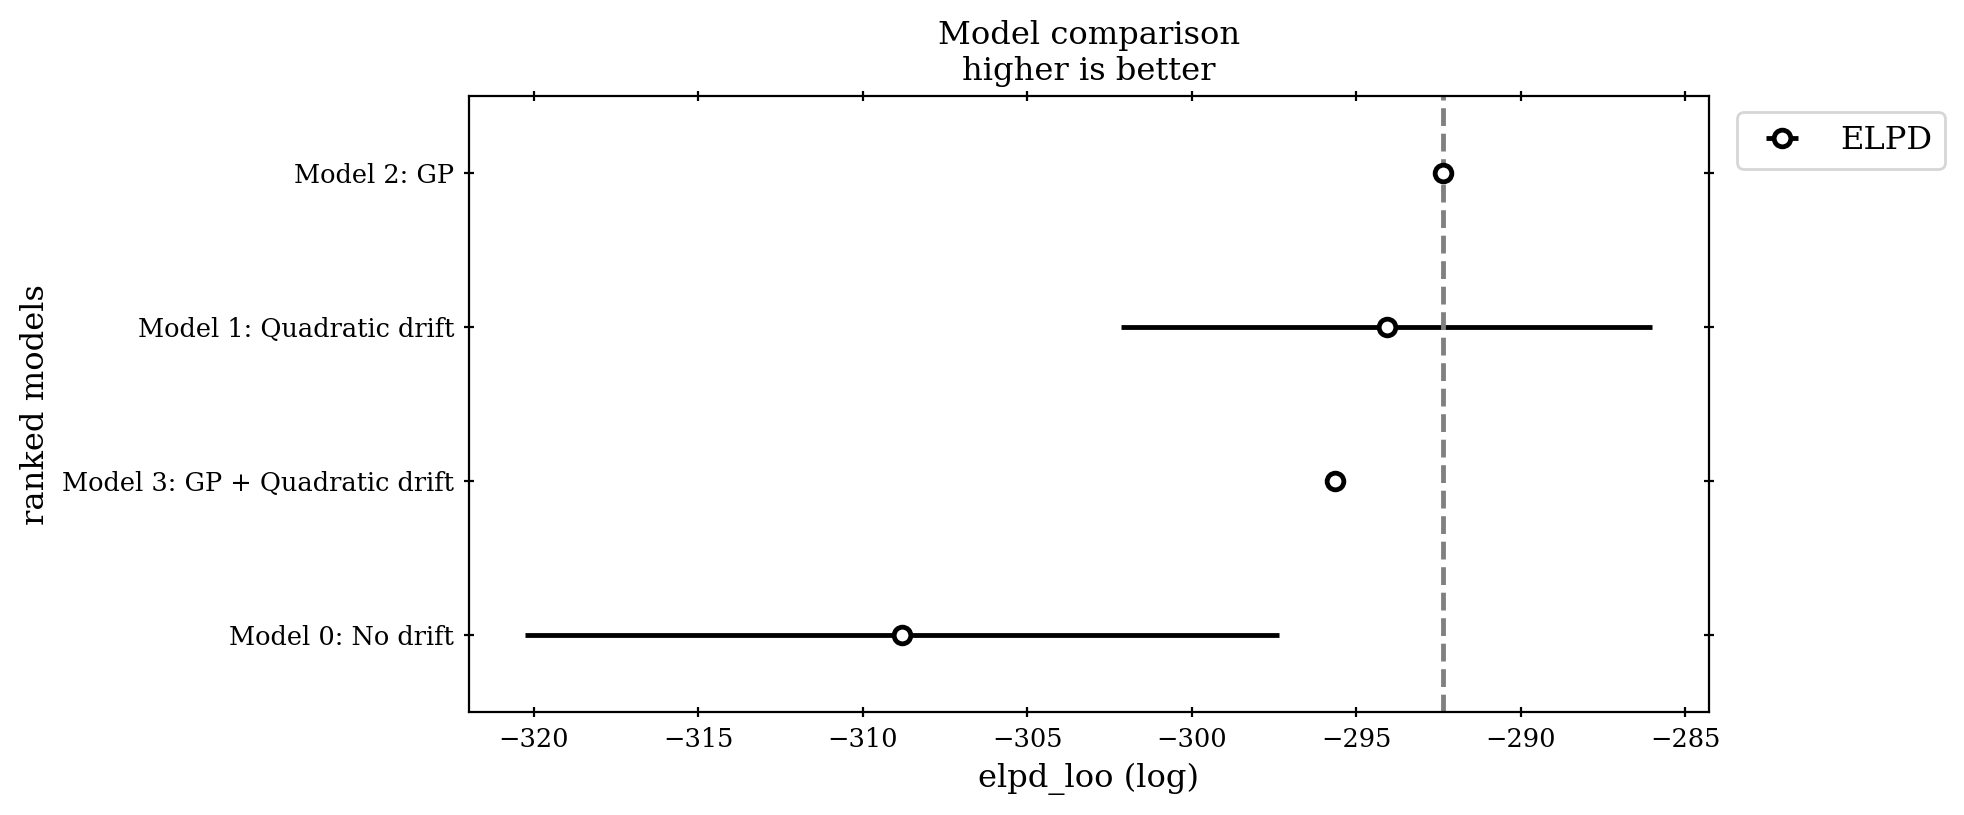 Model comparison
higher is better
ELPD
Model 2: GP
Model 1: Quadratic drift
Model 3: GP + Quadratic drift
Model 0: No drift
ranked models
−320 −315 −310 −305 −300 −295 −290 −285
elpd_loo (log)